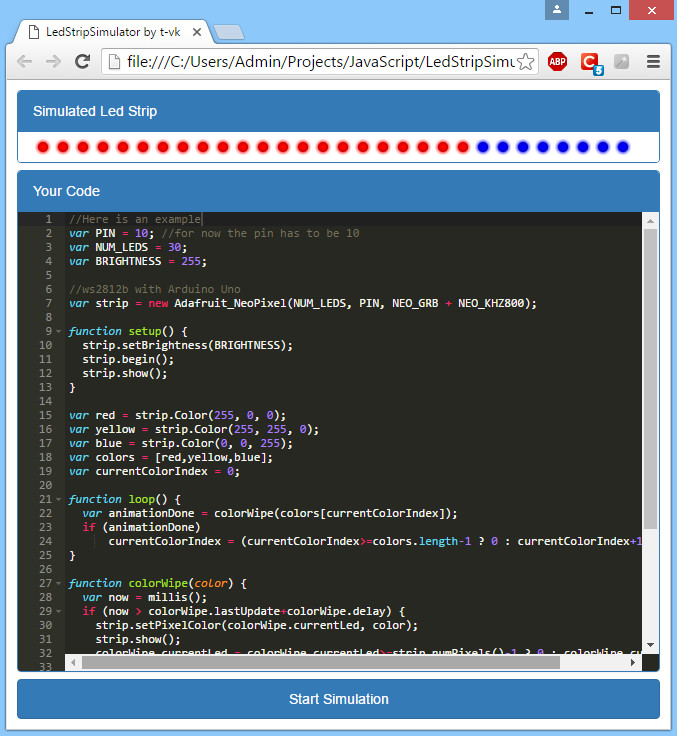 LedStripSimulator by t-vk
file:///C:/Users/Admin/Projects/JavaScript/LedStripSimu
ABP
C
5
Simulated Led Strip
Your Code
1 //Here is an example
2 var PIN = 10; //for now the pin has to be 10
3 var NUM_LEDS = 30;
4 var BRIGHTNESS = 255;
5
6 //ws2812b with Arduino Uno
7 var strip = new Adafruit_NeoPixel(NUM_LEDS, PIN, NEO_GRB + NEO_KHZ800);
8
9 function setup() {
10 strip.setBrightness(BRIGHTNESS);
11 strip.begin();
12 strip.show();
13 }
14
15 var red = strip.Color(255, 0, 0);
16 var yellow = strip.Color(255, 255, 0);
17 var blue = strip.Color(0, 0, 255);
18 var colors = [red,yellow,blue];
19 var currentColorIndex = 0;
20
21 function loop() {
22 var animationDone = colorWipe(colors[currentColorIndex]);
23 if (animationDone)
24 currentColorIndex = (currentColorIndex>=colors.length-1 ? 0 : currentColorIndex+1
25 }
26
27 function colorWipe(color) {
28 var now = millis();
29 if (now > colorWipe.lastUpdate+colorWipe.delay) {
30 strip.setPixelColor(colorWipe.currentLed, color);
31 strip.show();
32 colorWipe.currentLed = colorWipe.currentLed>=strip.numPixels()-1 ? 0 : colorWipe.cu
33
Start Simulation